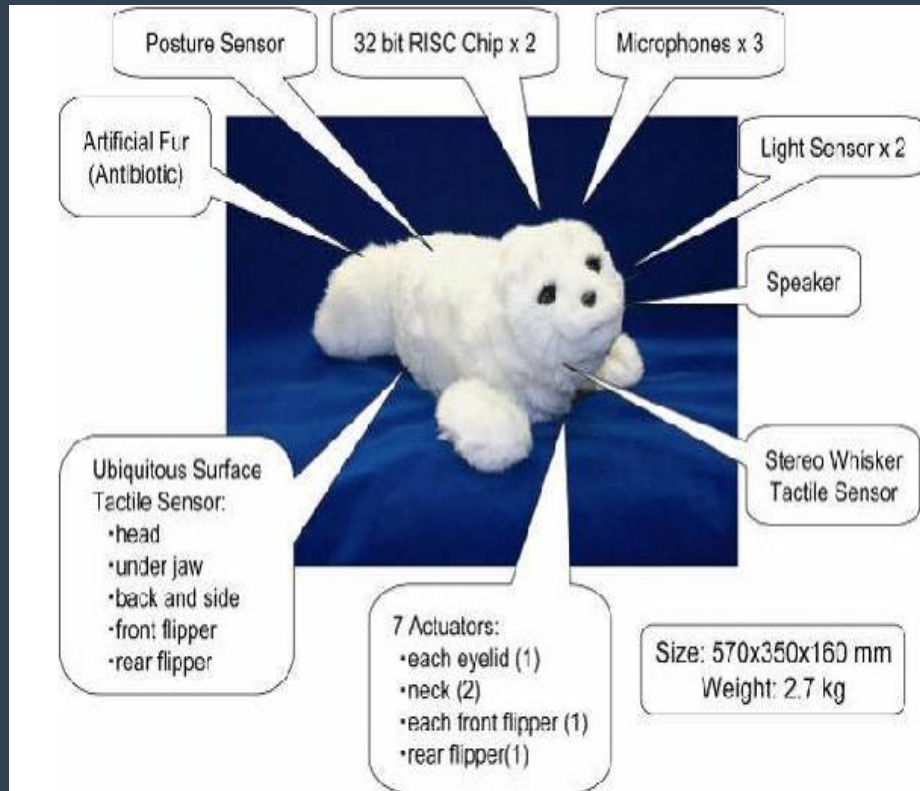 Posture Sensor
32 bit RISC Chip x 2
Microphones x 3
Artificial Fur
(Antibiotic)
Light Sensor x 2
Speaker
Ubiquitous Surface
Tactile Sensor:
•head
•under jaw
•back and side
•front flipper
•rear flipper
Stereo Whisker
Tactile Sensor
7 Actuators:
•each eyelid (1)
•neck (2)
•each front flipper (1)
•rear flipper(1)
Size: 570x350x160 mm
Weight: 2.7 kg